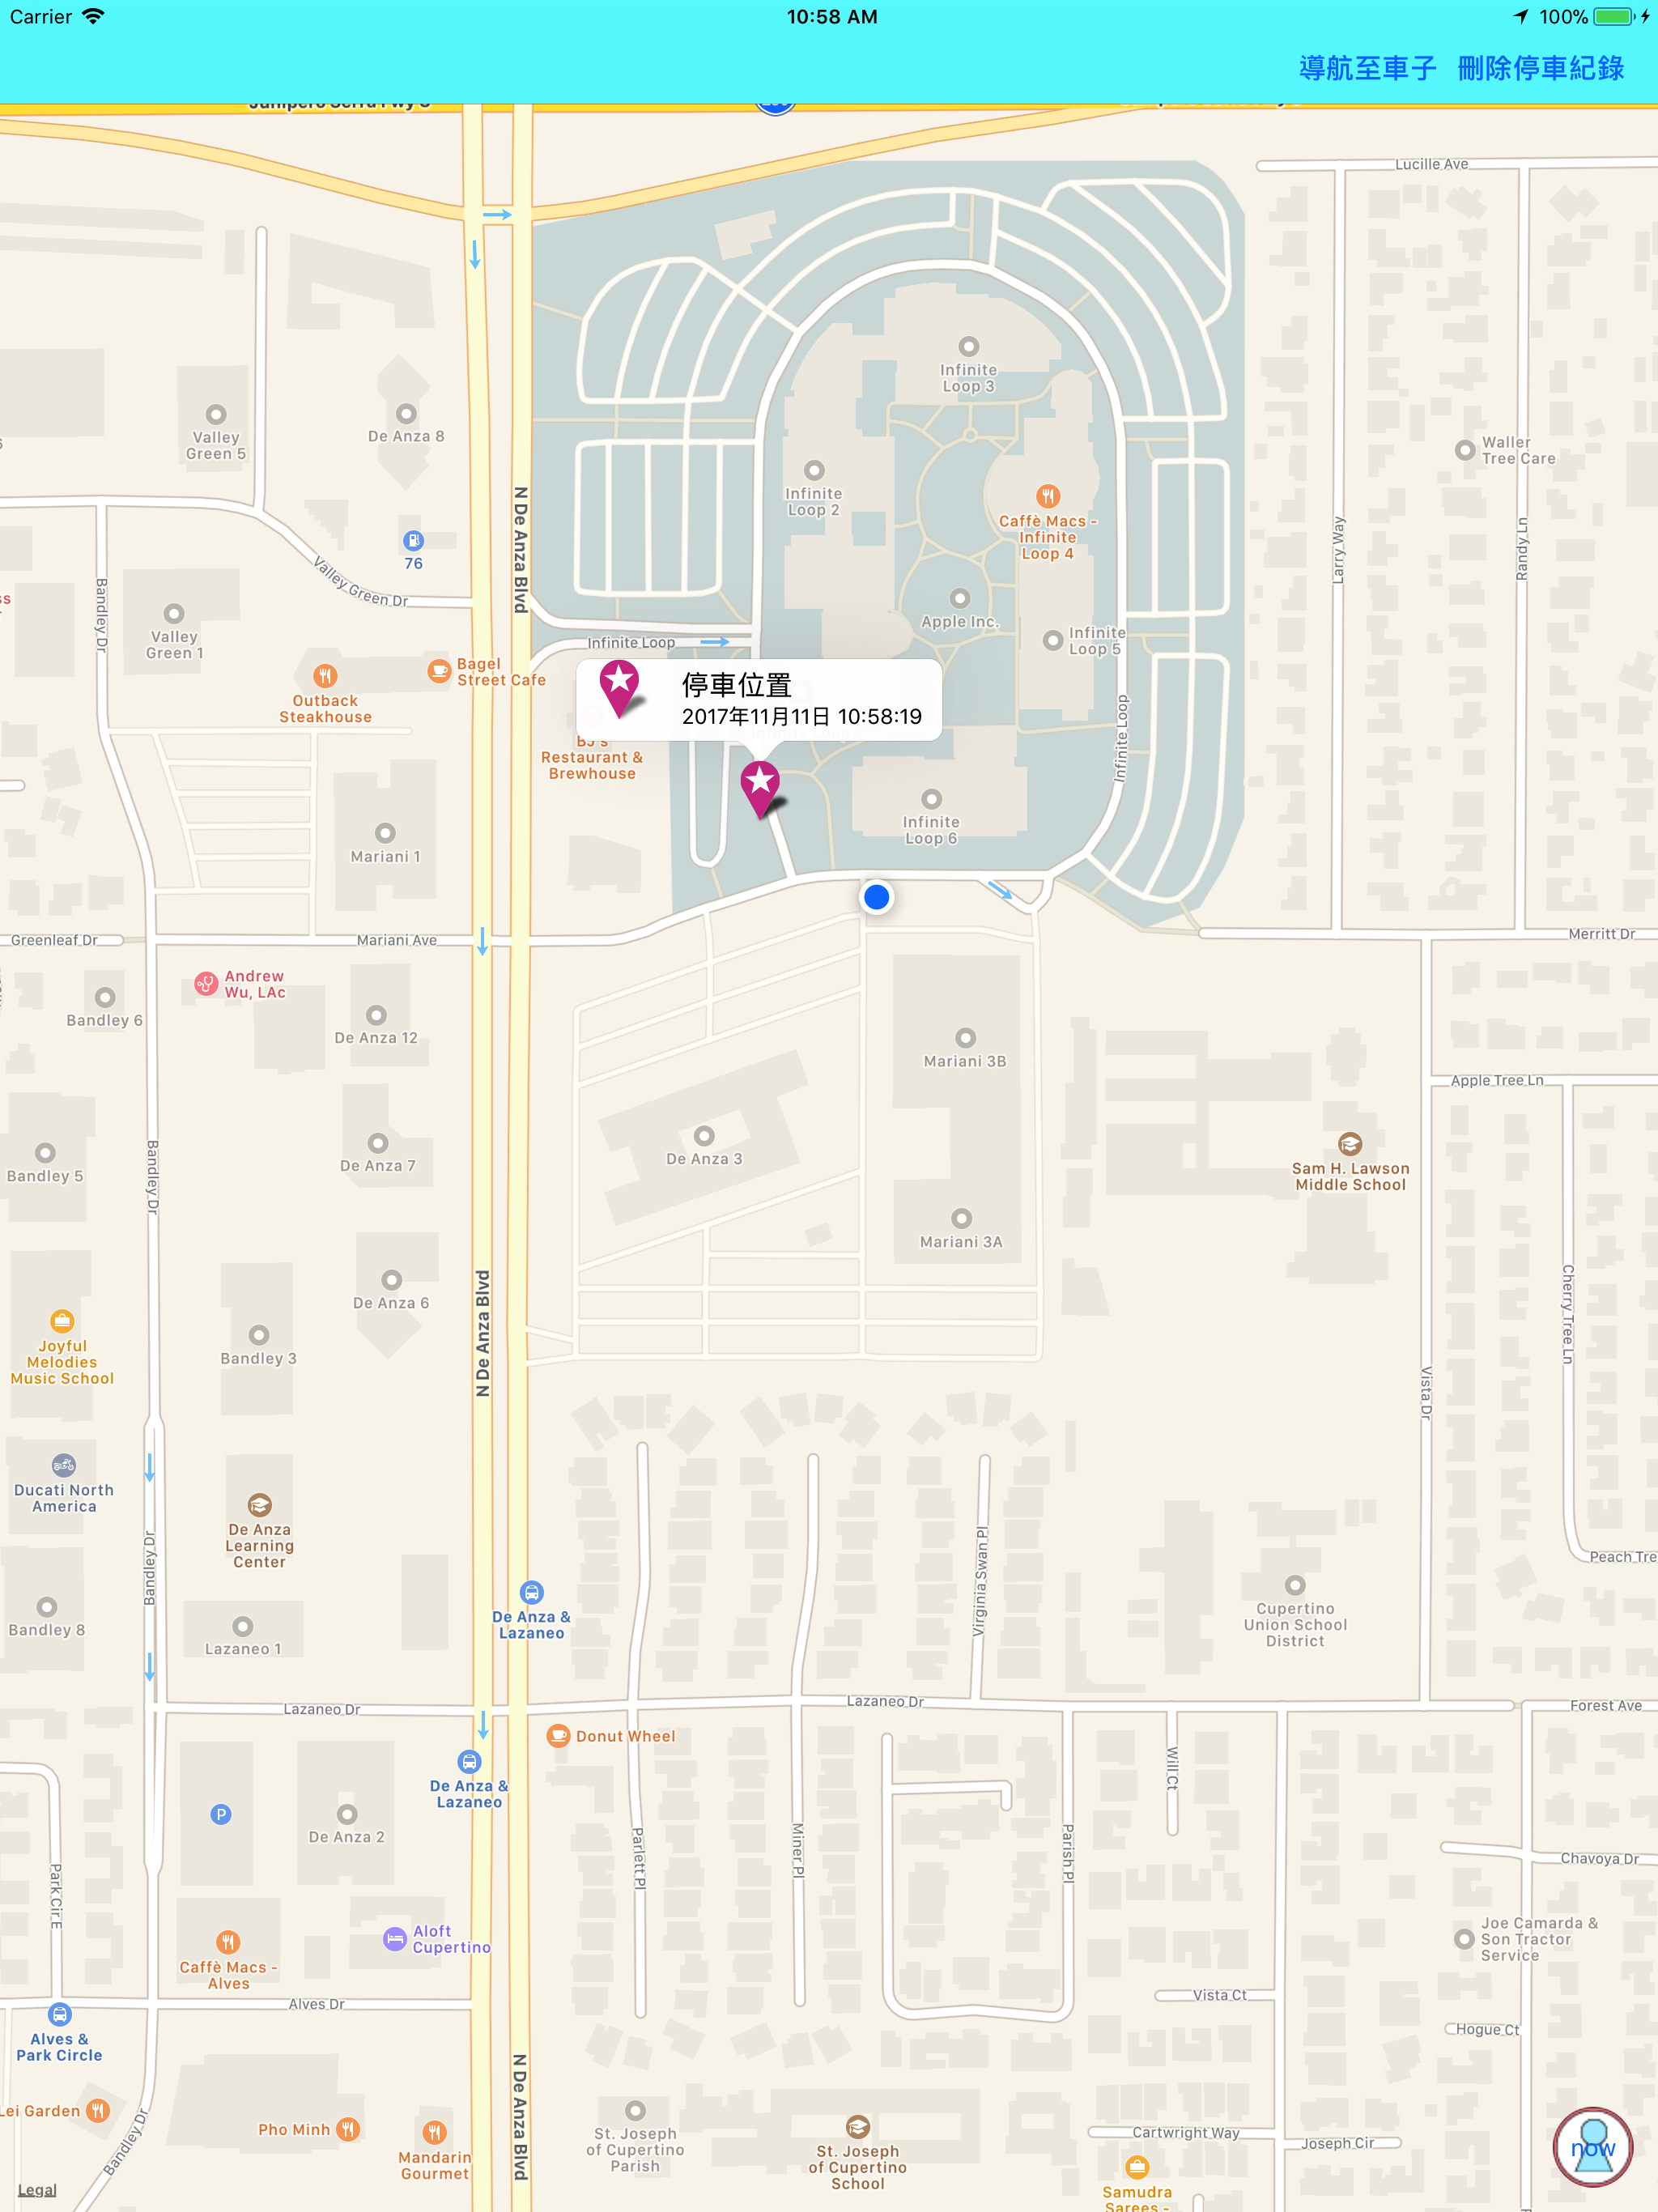 Carrier
10:58 AM
100%
導航至車子 刪除停車紀錄
Junipero Serra Fwy S
Lucille Ave
Infinite
Loop 3
Valley
Green 5
De Anza 8
Waller
Tree Care
Infinite
Loop 2
Caffè Macs -
Infinite
Loop 4
N De Anza Blvd
Larry Way
Randy Ln
76
Valley Green Dr
Bandley Dr
Apple Inc.
Valley
Green 1
Infinite Loop
Infinite
Loop 5
Bagel
Street Cafe
Outback
Steakhouse
停車位置
2017年11月11日 10:58:19
BJ's
Restaurant &
Brewhouse
Infinite Loop
Infinite
Loop 6
Mariani 1
Greenleaf Dr
Mariani Ave
Merritt Dr
Andrew
Wu, LAc
Bandley 6
De Anza 12
Mariani 3B
Apple Tree Ln
Bandley 5
Bandley Dr
De Anza 7
De Anza 3
Sam H. Lawson
Middle School
Mariani 3A
De Anza 6
N De Anza Blvd
Cherry Tree Ln
Joyful
Melodies
Music School
Bandley 3
Vista Dr
Ducati North
America
De Anza
Learning
Center
Bandley Dr
Virginia Swan Pl
Peach Tre
De Anza &
Lazaneo
Bandley 8
Lazaneo 1
Cupertino
Union School
District
Lazaneo Dr
Lazaneo Dr
Forest Ave
Donut Wheel
De Anza &
Lazaneo
Will Ct
P
De Anza 2
Parlett Pl
Miner Pl
Parish Pl
Chavoya Dr
Park Cir E
Aloft
Cupertino
Joe Camarda &
Son Tractor
Service
Caffè Macs -
Alves
Alves Dr
Vista Ct
Hogue Ct
Alves &
Park Circle
N De Anza Blvd
Lei Garden
Bandley Dr
Pho Minh
Mandarin
Gourmet
St. Joseph
of Cupertino
Parish
St. Joseph
of Cupertino
School
Cartwright Way
Joseph Cir
now
Samudra
Sarees -
Legal